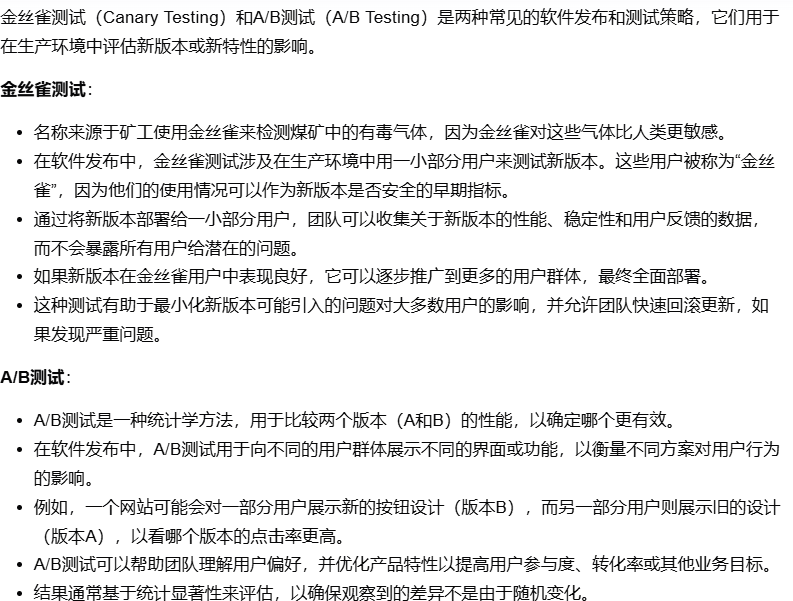 金丝雀测试（Canary Testing）和A/B测试（A/B Testing）是两种常见的软件发布和测试策略，它们用于
在生产环境中评估新版本或新特性的影响。
金丝雀测试：
• 名称来源于矿工使用金丝雀来检测煤矿中的有毒气体，因为金丝雀对这些气体比人类更敏感。
• 在软件发布中，金丝雀测试涉及在生产环境中用一小部分用户来测试新版本。这些用户被称为“金丝
雀”，因为他们的使用情况可以作为新版本是否安全的早期指标。
• 通过将新版本部署给一小部分用户，团队可以收集关于新版本的性能、稳定性和用户反馈的数据，
而不会暴露所有用户给潜在的问题。
• 如果新版本在金丝雀用户中表现良好，它可以逐步推广到更多的用户群体，最终全面部署。
• 这种测试有助于最小化新版本可能引入的问题对大多数用户的影响，并允许团队快速回滚更新，如
果发现严重问题。
A/B测试：
• A/B测试是一种统计学方法，用于比较两个版本（A和B）的性能，以确定哪个更有效。
• 在软件发布中，A/B测试用于向不同的用户群体展示不同的界面或功能，以衡量不同方案对用户行为
的影响。
• 例如，一个网站可能会对一部分用户展示新的按钮设计（版本B），而另一部分用户则展示旧的设计
（版本A），以看哪个版本的点击率更高。
• A/B测试可以帮助团队理解用户偏好，并优化产品特性以提高用户参与度、转化率或其他业务目标。
• 结果通常基于统计显著性来评估，以确保观察到的差异不是由于随机变化。